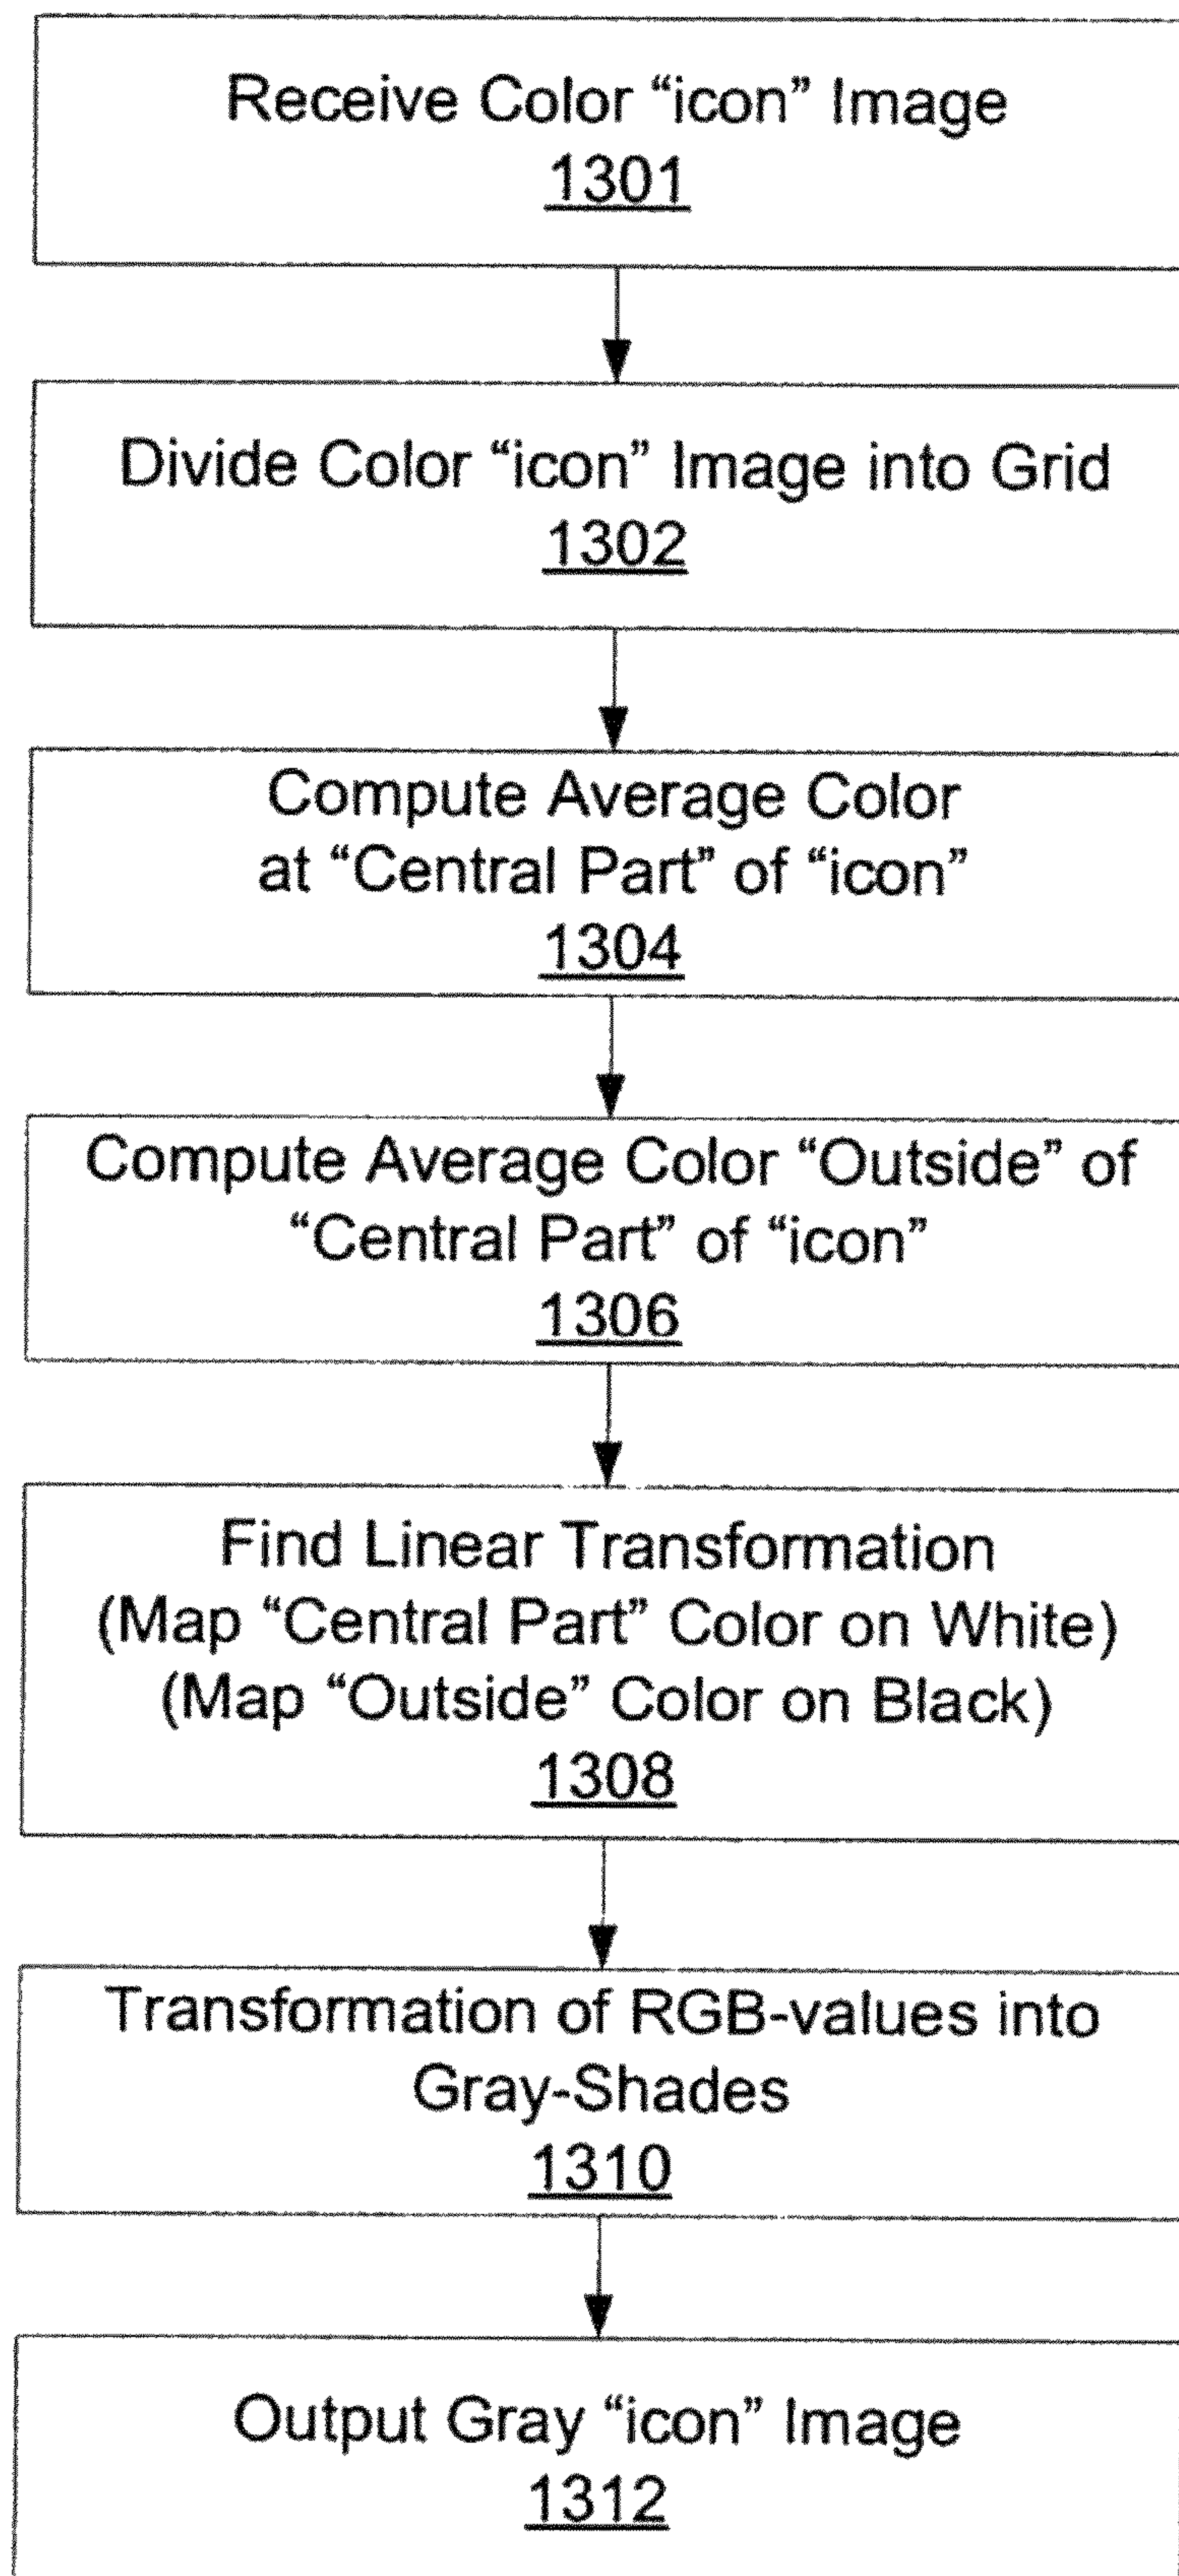 Receive Color “icon” Image
1301
Divide Color “icon” Image into Grid
1302
Compute Average Color
at “Central Part” of “icon”
1304
Compute Average Color “Outside” of
“Central Part” of “icon”
1306
Find Linear Transformation
(Map “Central Part” Color on White)
(Map “Outside” Color on Black)
1308
Transformation of RGB-values into
Gray-Shades
1310
Output Gray “icon” Image
1312